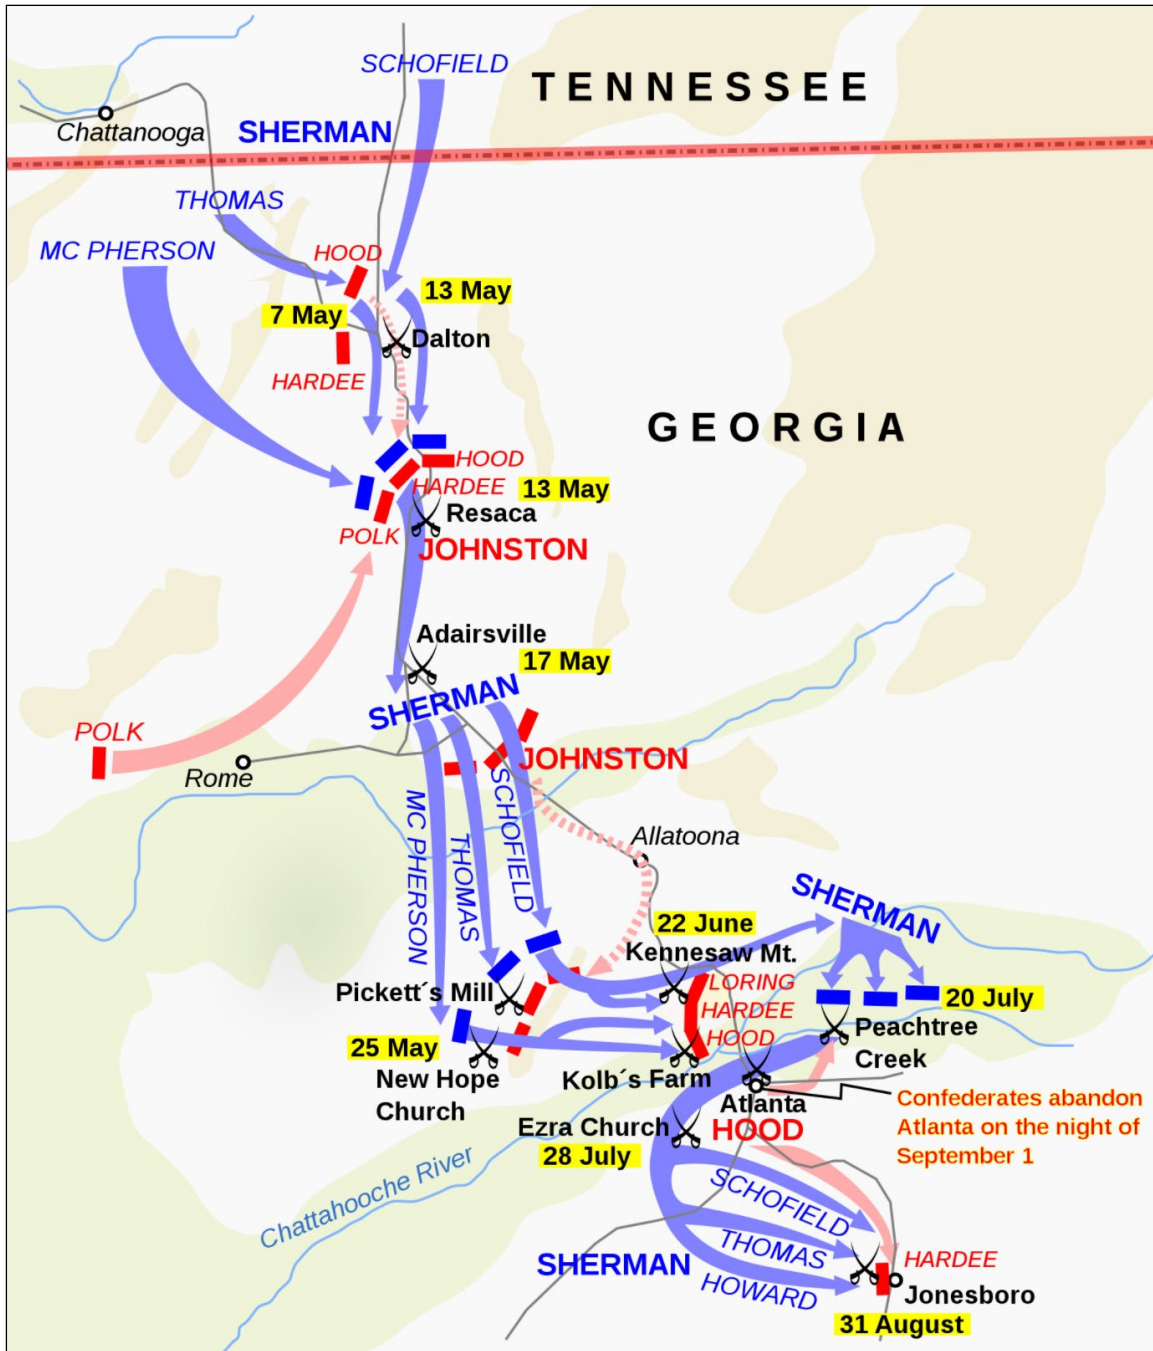 SCHOFIELD
TENNESSEE
Chattanooga
SHERMAN
THOMAS
MC PHERSON
HOOD
13 May
7 May
Dalton
HARDEE
GEORGIA
HOOD
HARDEE
13 May
Resaca
POLK
JOHNSTON
Adairsville
17 May
SHERMAN
POLK
JOHNSTON
Rome
MC PHERSON
THOMAS
SCHOFIELD
Allatoona
SHERMAN
22 June
Kennesaw Mt.
LORING
HARDEE
HOOD
Pickett´s Mill
20 July
Peachtree
Creek
25 May
New Hope
Church
Kolb´s Farm
Atlanta
HOOD
Confederates abandon
Atlanta on the night of
September 1
Ezra Church
28 July
Chattahooche River
SCHOFIELD
THOMAS
HOWARD
SHERMAN
HARDEE
Jonesboro
31 August